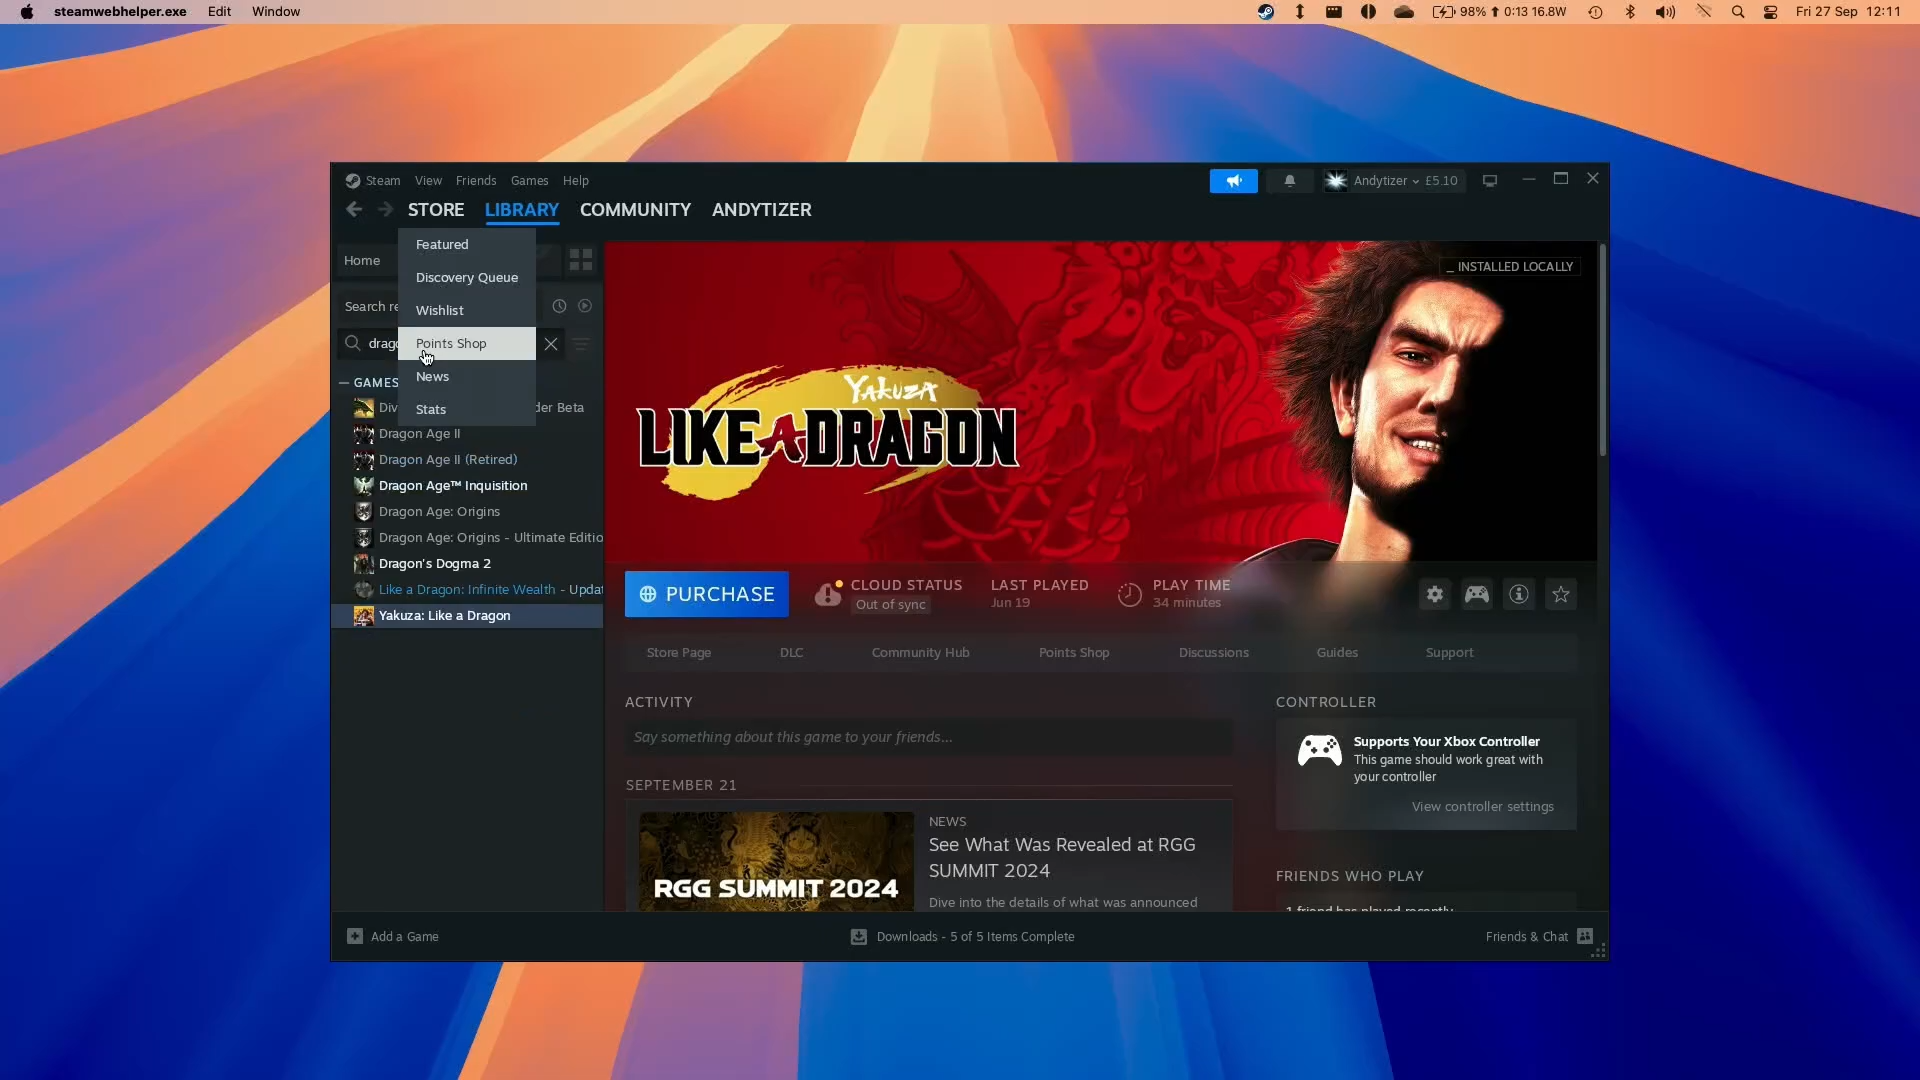 steamwebhelper.exe Edit Window
98% 0:13 16.8W Fri 27 Sep 12:11
Steam View Friends Games Help
Andytizer £5.10
STORE LIBRARY COMMUNITY ANDYTIZER
Featured
Discovery Queue
Wishlist
Points Shop
News
Stats
Home
Search re
drago
GAMES
Div der Beta
Dragon Age II
Dragon Age II (Retired)
Dragon Age™ Inquisition
Dragon Age: Origins
Dragon Age: Origins - Ultimate Editio
Dragon's Dogma 2
Like a Dragon: Infinite Wealth - Updat
Yakuza: Like a Dragon
_ INSTALLED LOCALLY
YAKUZA
LIKE A DRAGON
PURCHASE
CLOUD STATUS
Out of sync
LAST PLAYED
Jun 19
PLAY TIME
34 minutes
Store Page DLC Community Hub Points Shop Discussions Guides Support
ACTIVITY
Say something about this game to your friends...
SEPTEMBER 21
RGG SUMMIT 2024
NEWS
See What Was Revealed at RGG
SUMMIT 2024
Dive into the details of what was announced
CONTROLLER
Supports Your Xbox Controller
This game should work great with
your controller
View controller settings
FRIENDS WHO PLAY
1 friend has played recently
Add a Game
Downloads - 5 of 5 Items Complete
Friends & Chat